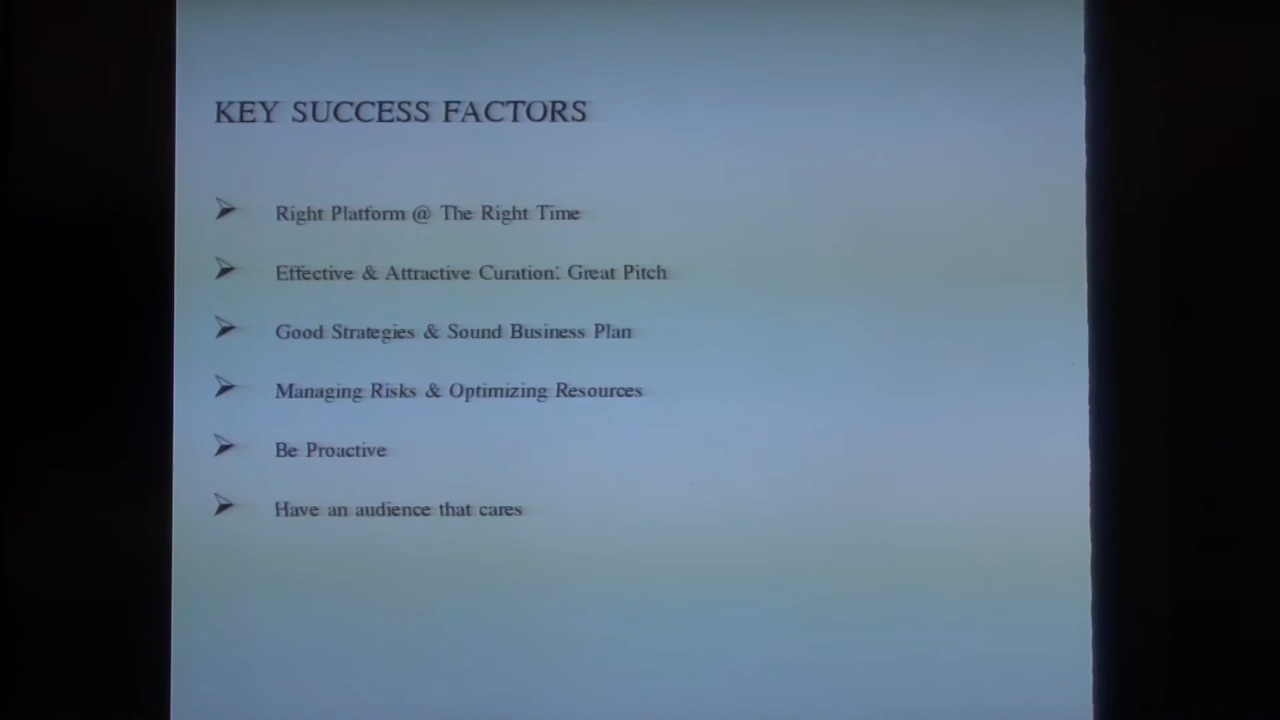 KEY SUCCESS FACTORS
Right Platform @ The Right Time
Effective & Attractive Curation: Great Pitch
Good Strategies & Sound Business Plan
Managing Risks & Optimizing Resources
Be Proactive
Have an audience that cares